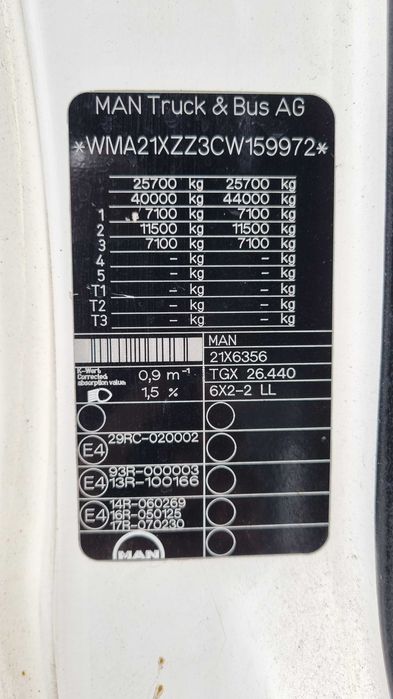 MAN Truck & Bus AG
*WMA21XZZ3CW159972*
25700 kg 25700 kg
40000 kg 44000 kg
1 7100 kg 7100 kg
2 11500 kg 11500 kg
3 7100 kg 7100 kg
4 - kg - kg
5 - kg - kg
T1 - kg - kg
T2 - kg - kg
T3 - kg - kg
MAN
21X6356
K-Wert,
Corrected
absorption value:
0,9 m⁻¹
TGX 26.440
1,5 %
6X2-2 LL
E4 29RC-020002
E4 93R-000003
13R-100166
E4 14R-060269
16R-050125
17R-070230
MAN